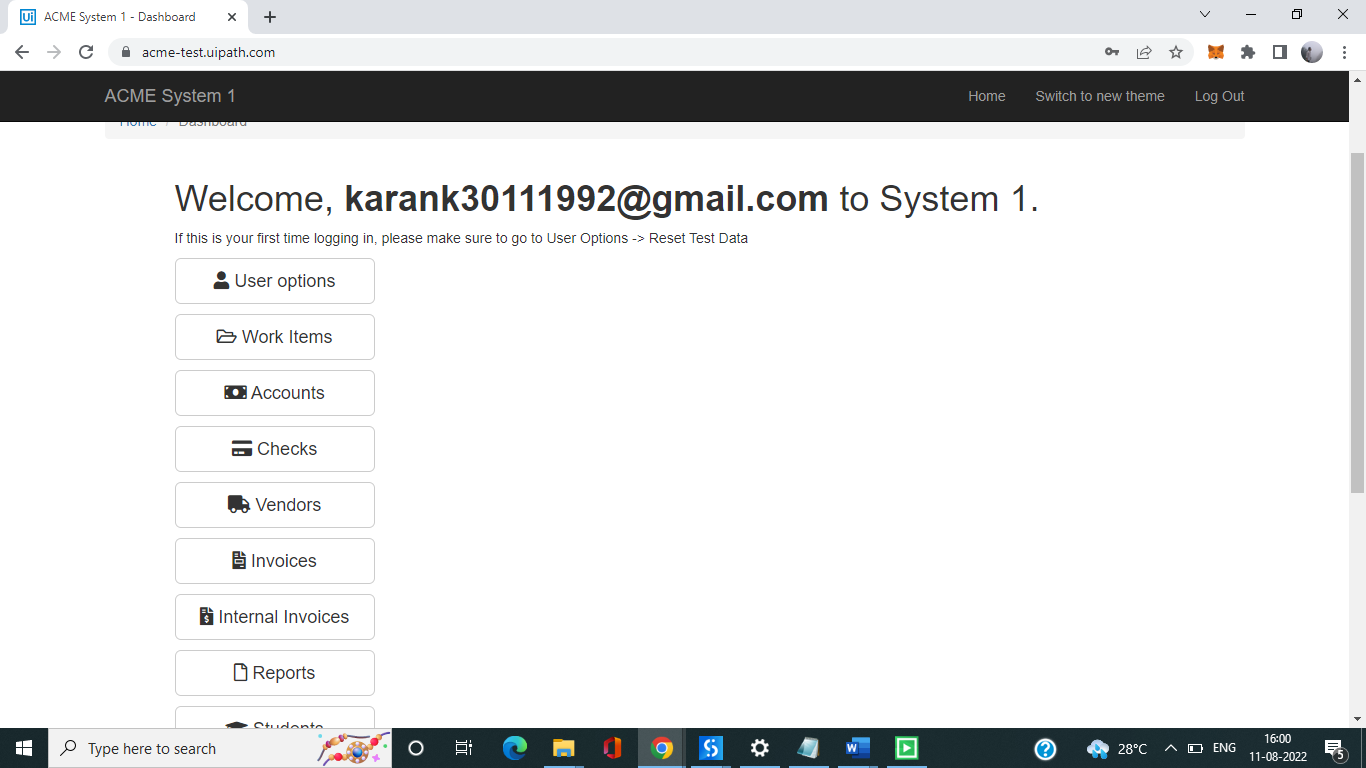 Ui ACME System 1 - Dashboard
acme-test.uipath.com
ACME System 1 Home Switch to new theme Log Out
Home / Dashboard
Welcome, karank30111992@gmail.com to System 1.
If this is your first time logging in, please make sure to go to User Options -> Reset Test Data
User options
Work Items
Accounts
Checks
Vendors
Invoices
Internal Invoices
Reports
Students
Type here to search
28°C
ENG
16:00
11-08-2022
5